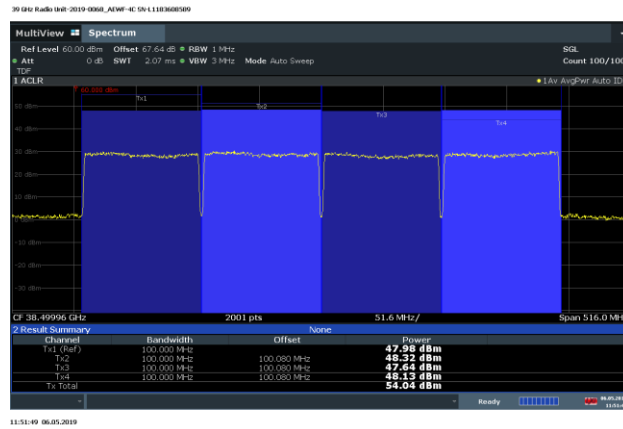 39 GHz Radio Unit-2019-0068_AEWF-4C SN-L1183608509
MultiView Spectrum
Ref Level 60.00 dBm Offset 67.64 dB RBW 1 MHz SGL
Att 0 dB SWT 2.07 ms VBW 3 MHz Mode Auto Sweep Count 100/100
TDF
1 ACLR 1Av AvgPwr Auto ID
60.000 dBm
Tx1
50 dBm
Tx2
Tx3
Tx4
40 dBm
30 dBm
20 dBm
10 dBm
-10 dBm
-20 dBm
-30 dBm
CF 38.49996 GHz 2001 pts 51.6 MHz/ Span 516.0 MH
2 Result Summary None
Channel Bandwidth Offset Power
Tx1 (Ref) 100.000 MHz 47.98 dBm
Tx2 100.000 MHz 100.080 MHz 48.32 dBm
Tx3 100.000 MHz 100.080 MHz 47.64 dBm
Tx4 100.000 MHz 100.080 MHz 48.13 dBm
Tx Total 54.04 dBm
Ready
11:51:49 06.05.2019